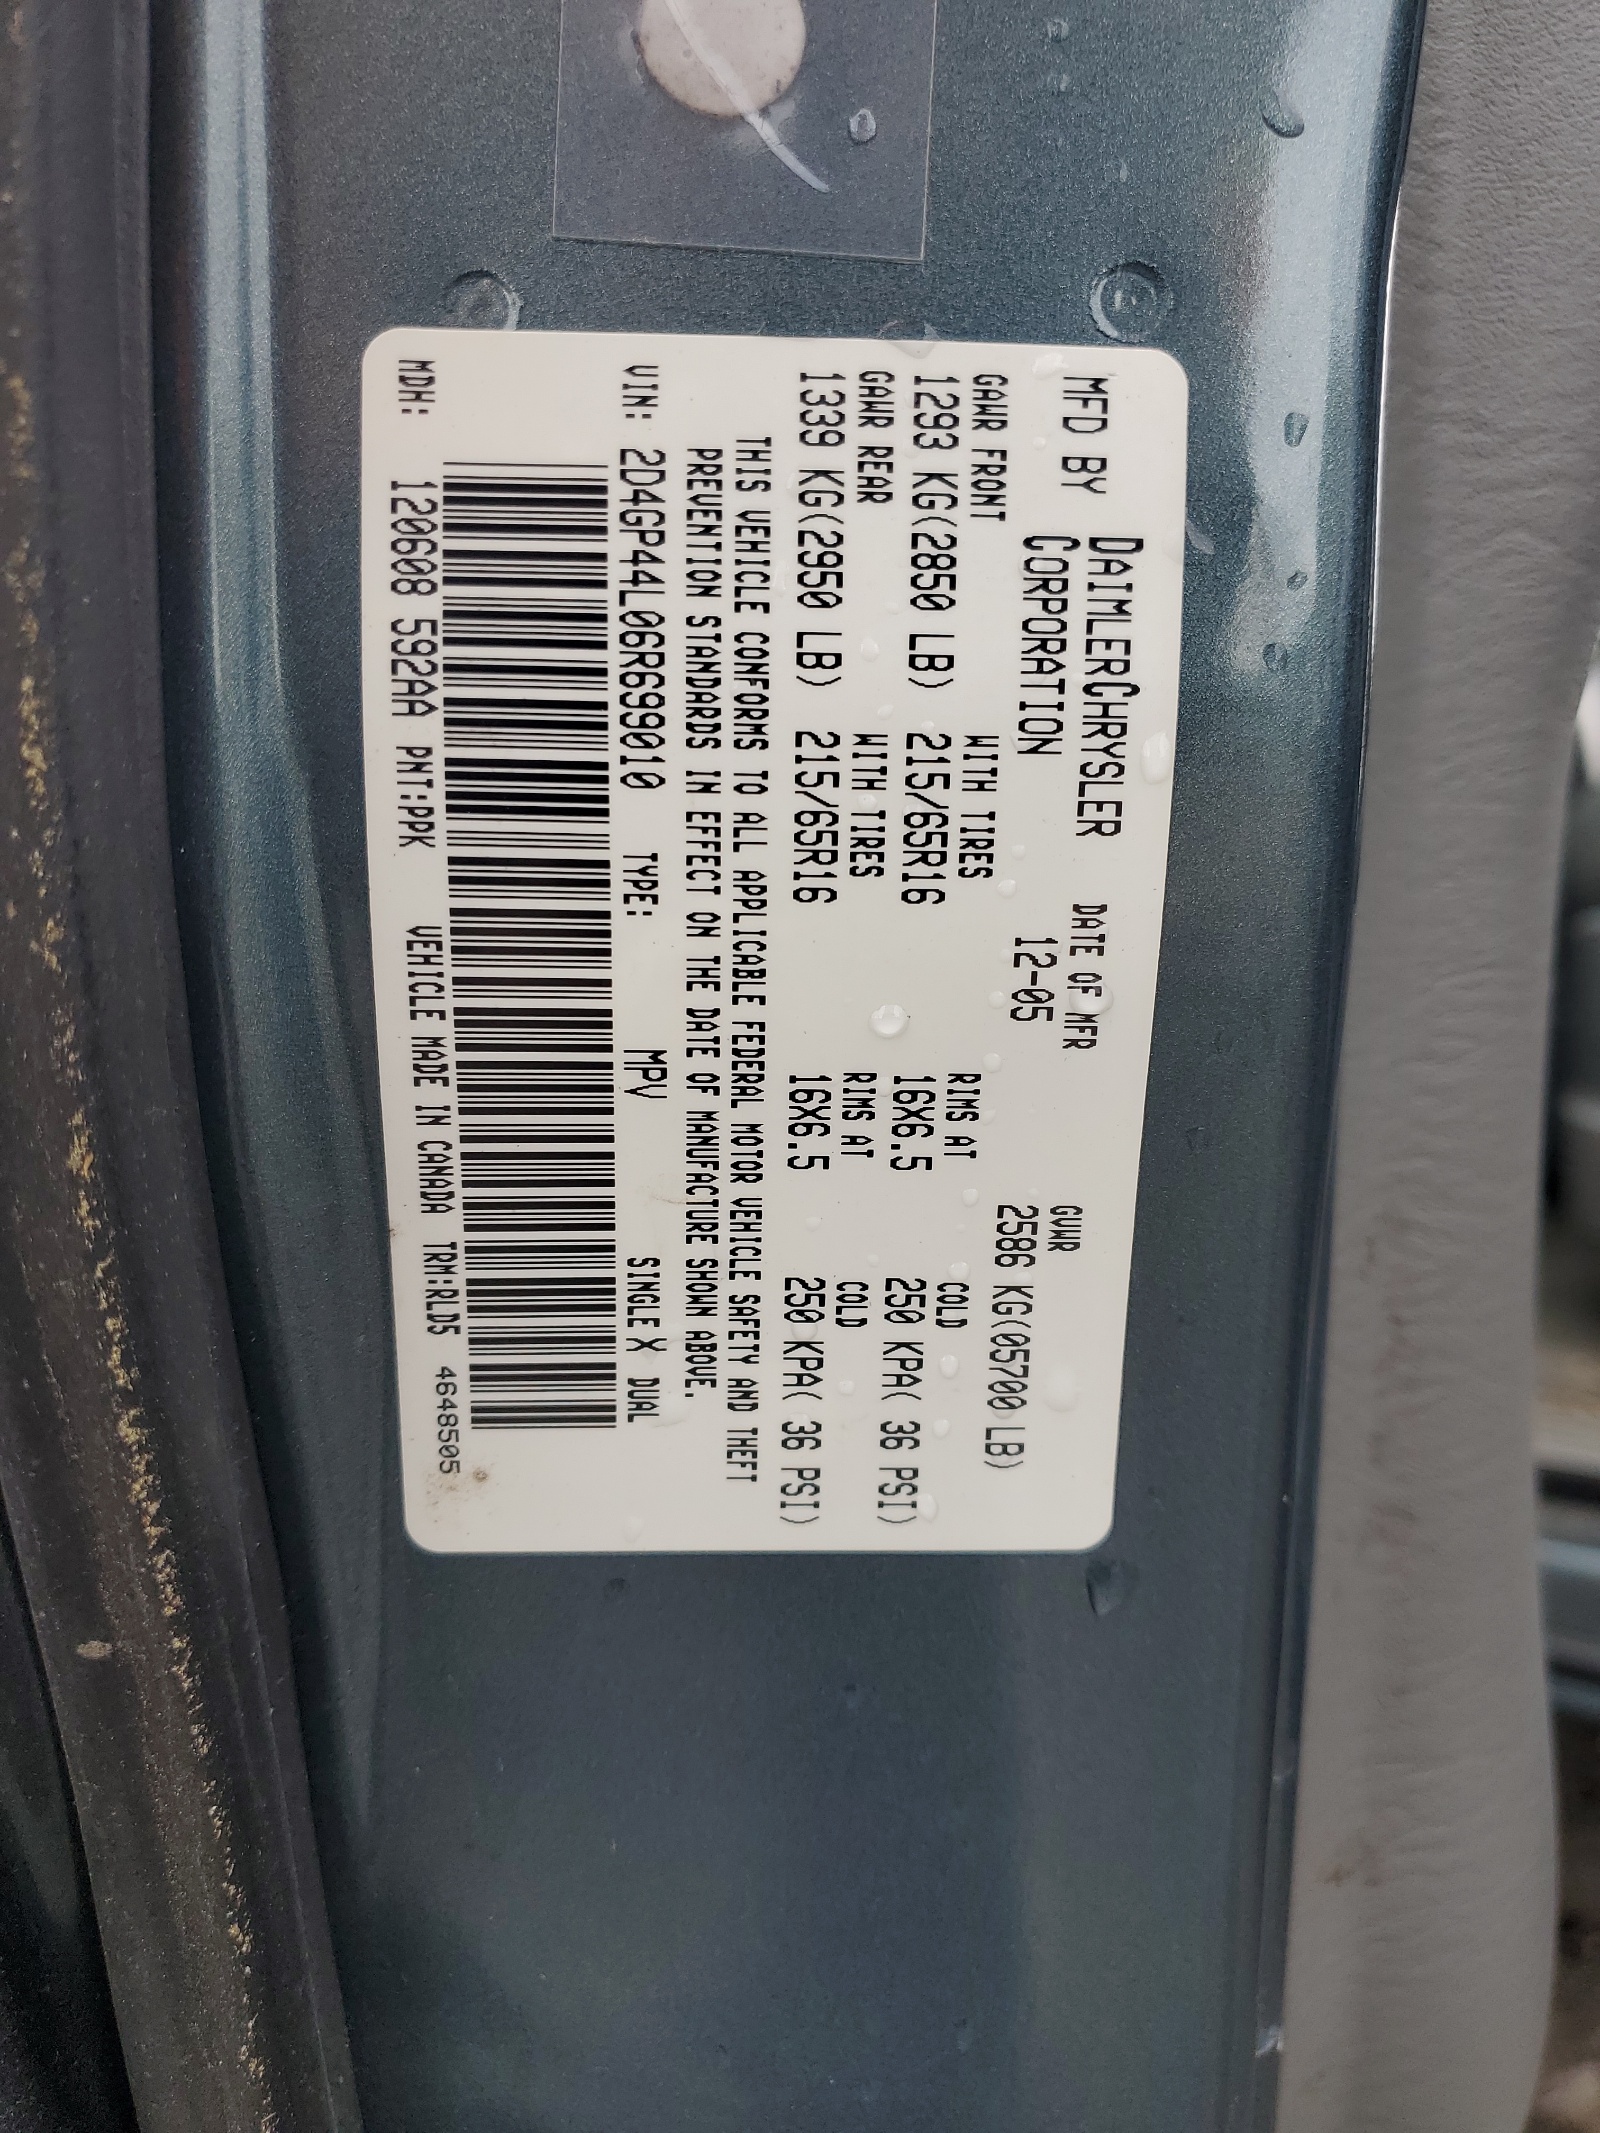 MFD BY DAIMLERCHRYSLER DATE OF MFR GVWR
CORPORATION 12-05 2586 KG(05700 LB)
GAWR FRONT WITH TIRES RIMS AT COLD
1293 KG(2850 LB) 215/65R16 16X6.5 250 KPA( 36 PSI)
GAWR REAR WITH TIRES RIMS AT COLD
1339 KG(2950 LB) 215/65R16 16X6.5 250 KPA( 36 PSI)
THIS VEHICLE CONFORMS TO ALL APPLICABLE FEDERAL MOTOR VEHICLE SAFETY AND THEFT
PREVENTION STANDARDS IN EFFECT ON THE DATE OF MANUFACTURE SHOWN ABOVE.
VIN: 2D4GP44L06R699010 TYPE: MPV SINGLE X DUAL
MDH: 120608 592AA PNT:PPK VEHICLE MADE IN CANADA TRM:RLD5 4648505